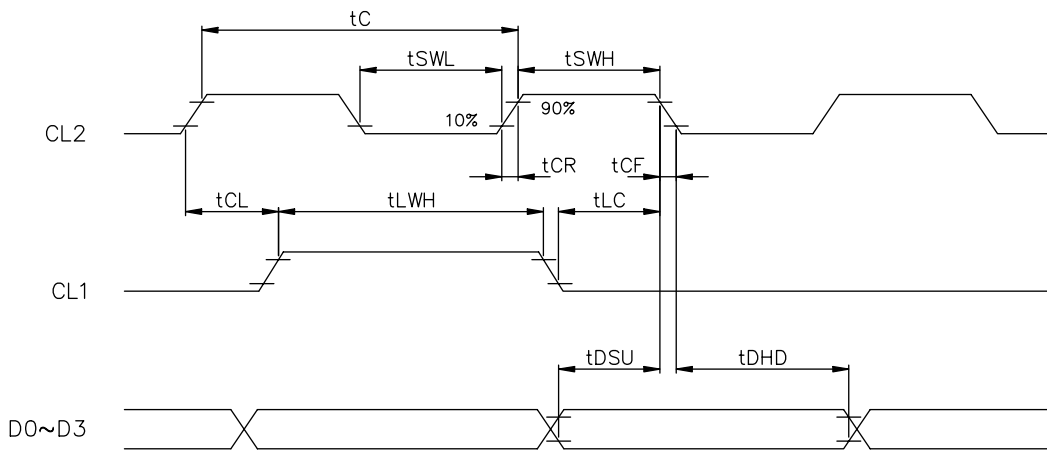 tC
tSWL tSWH
CL2 10% 90%
tCR tCF
tCL tLWH tLC
CL1
tDSU tDHD
D0~D3